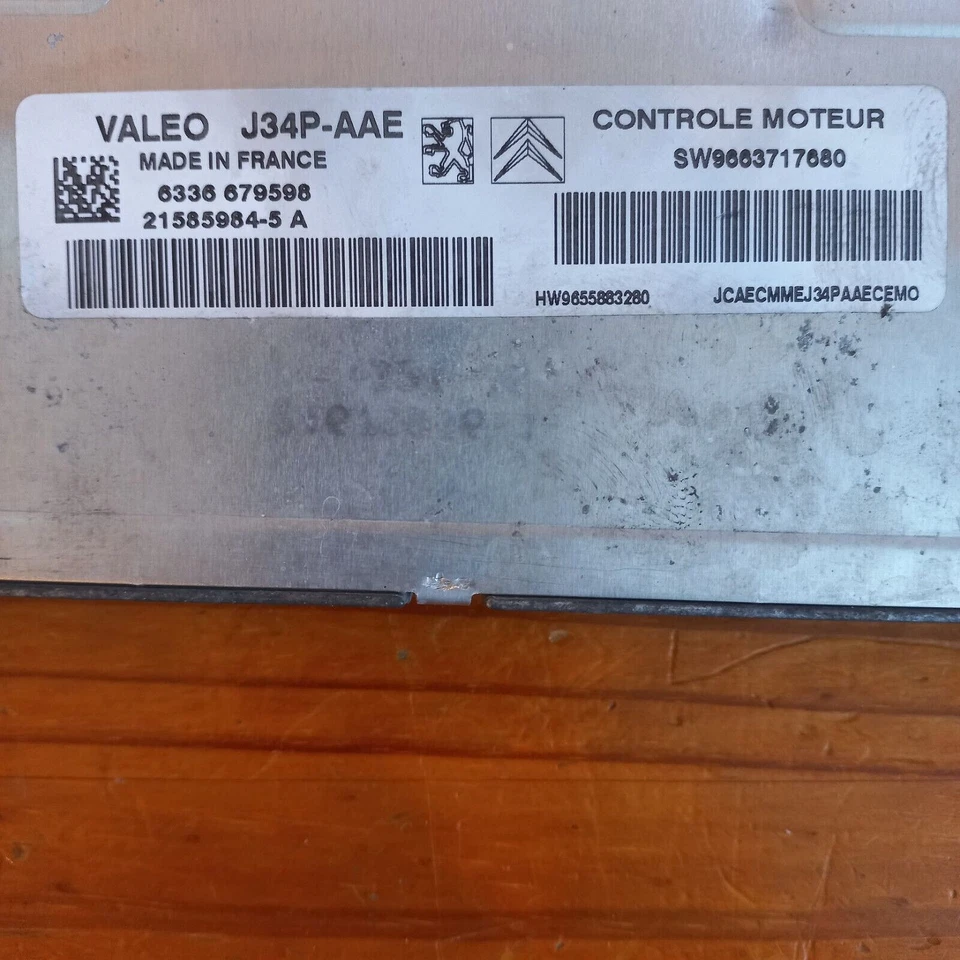 VALEO J34P-AAE
MADE IN FRANCE
6336 679598
21585984-5 A
CONTROLE MOTEUR
SW9663717680
HW9655883280
JCAECMMEJ34PAAECEMO